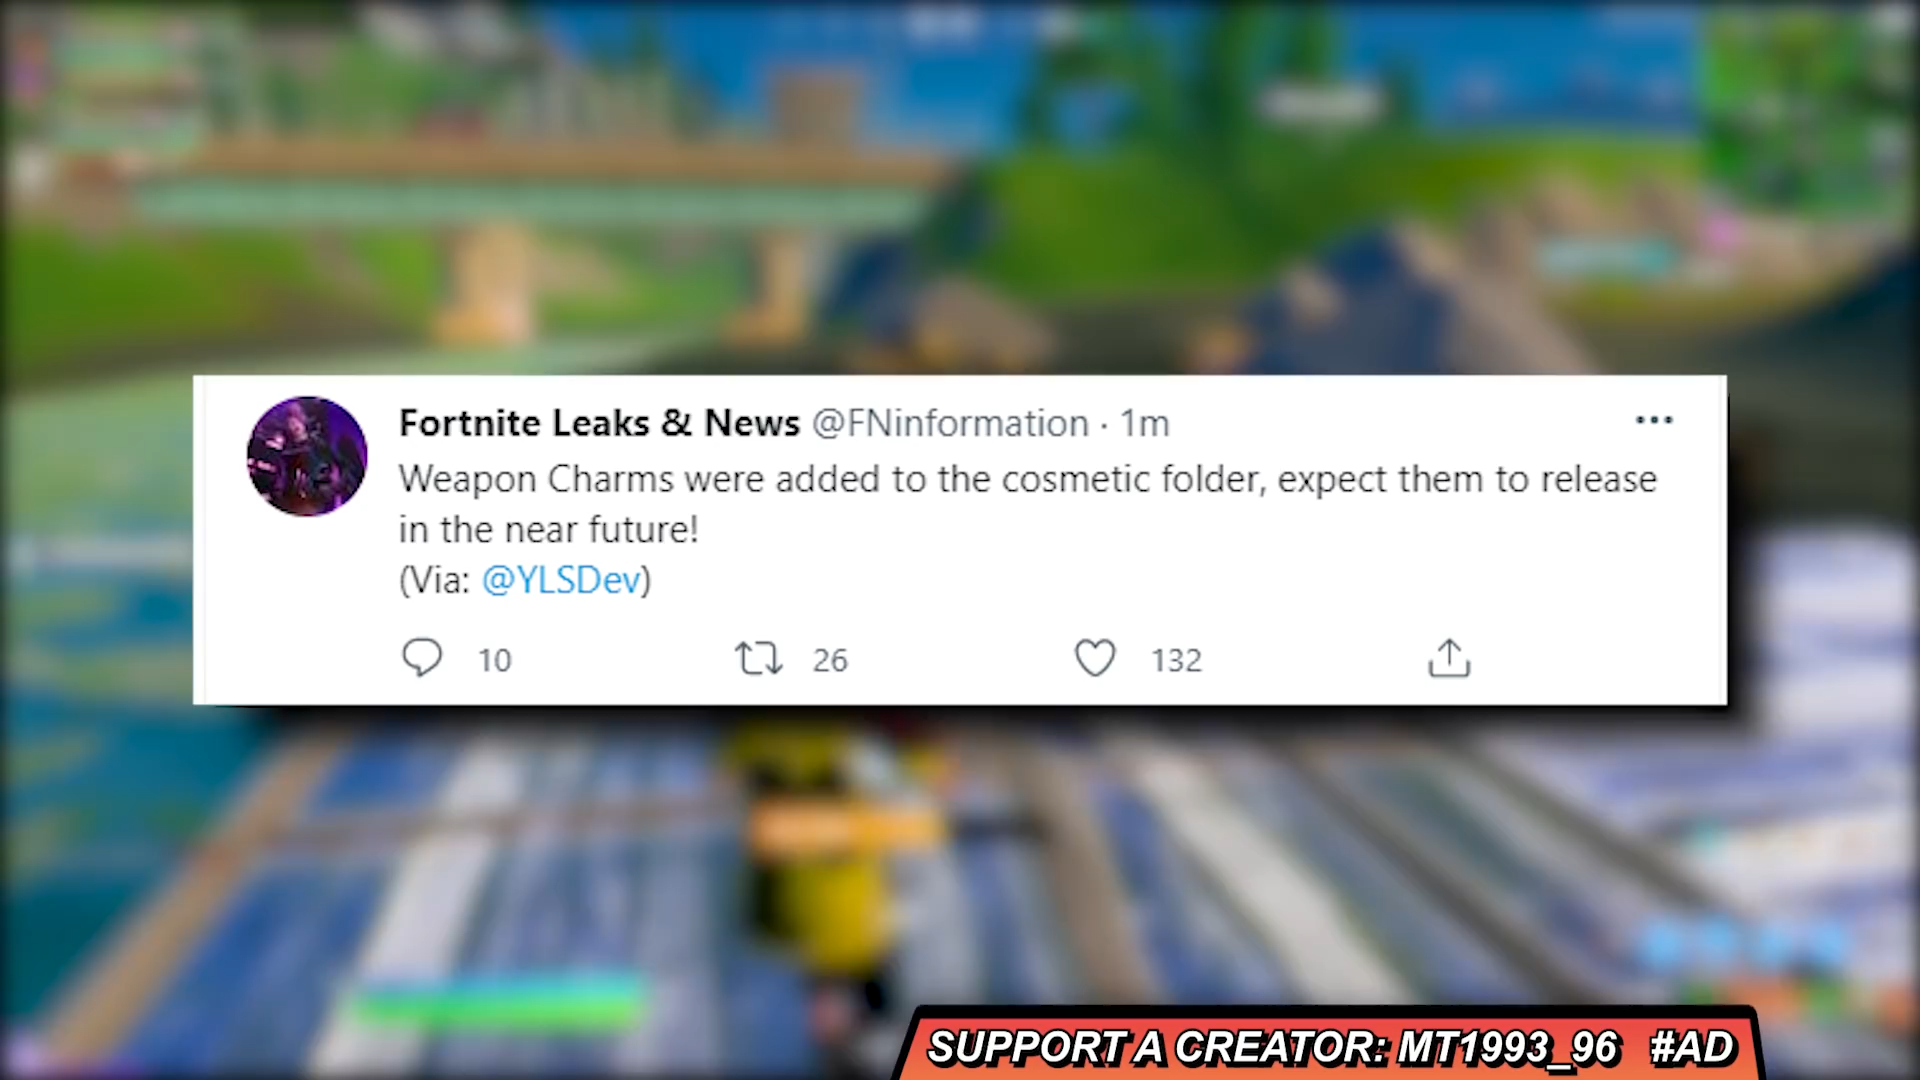 Fortnite Leaks & News @FNinformation · 1m
Weapon Charms were added to the cosmetic folder, expect them to release
in the near future!
(Via: @YLSDev)
10 26 132
SUPPORT A CREATOR: MT1993_96 #AD